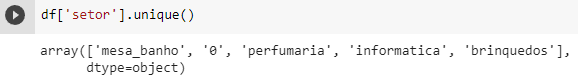 df['setor'].unique()
array(['mesa_banho', '0', 'perfumaria', 'informatica', 'brinquedos'],
dtype=object)